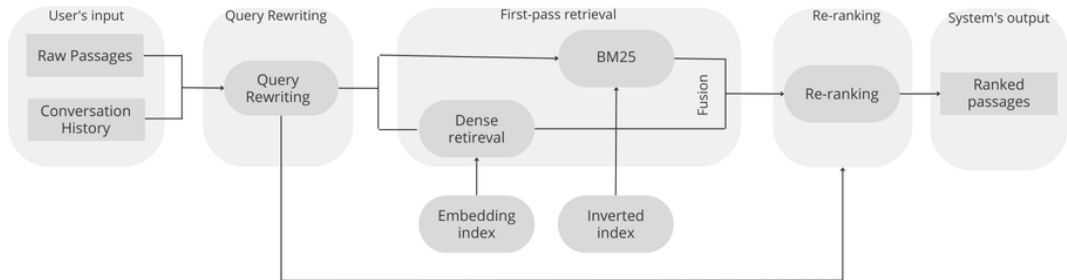 User's input
Query Rewriting
First-pass retrieval
Re-ranking
System's output
Raw Passages
Conversation
History
Query
Rewriting
BM25
Dense
retireval
Fusion
Re-ranking
Ranked
passages
Embedding
index
Inverted
index